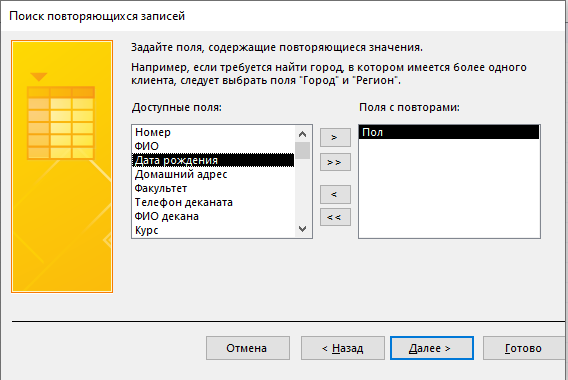 Поиск повторяющихся записей
Задайте поля, содержащие повторяющиеся значения.
Например, если требуется найти город, в котором имеется более одного
клиента, следует выбрать поля "Город" и "Регион".
Доступные поля:
Номер
ФИО
Дата рождения
Домашний адрес
Факультет
Телефон деканата
ФИО декана
Курс
>
>>
<
<<
Поля с повторами:
Пол
Отмена
< Назад
Далее >
Готово